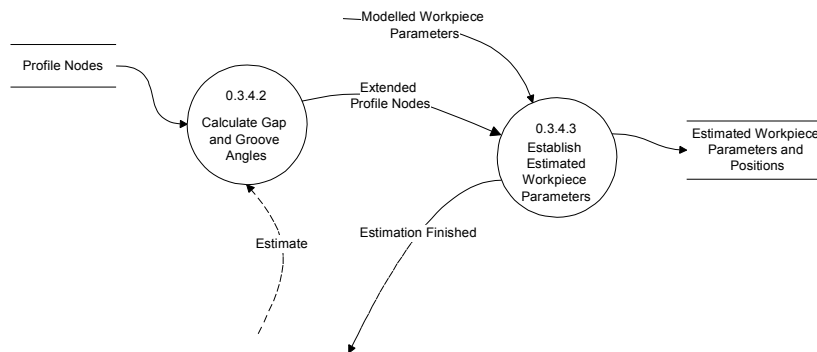 Modelled Workpiece
Parameters
Profile Nodes
0.3.4.2
Calculate Gap
and Groove
Angles
Extended
Profile Nodes
0.3.4.3
Establish
Estimated
Workpiece
Parameters
Estimated Workpiece
Parameters and
Positions
Estimate
Estimation Finished